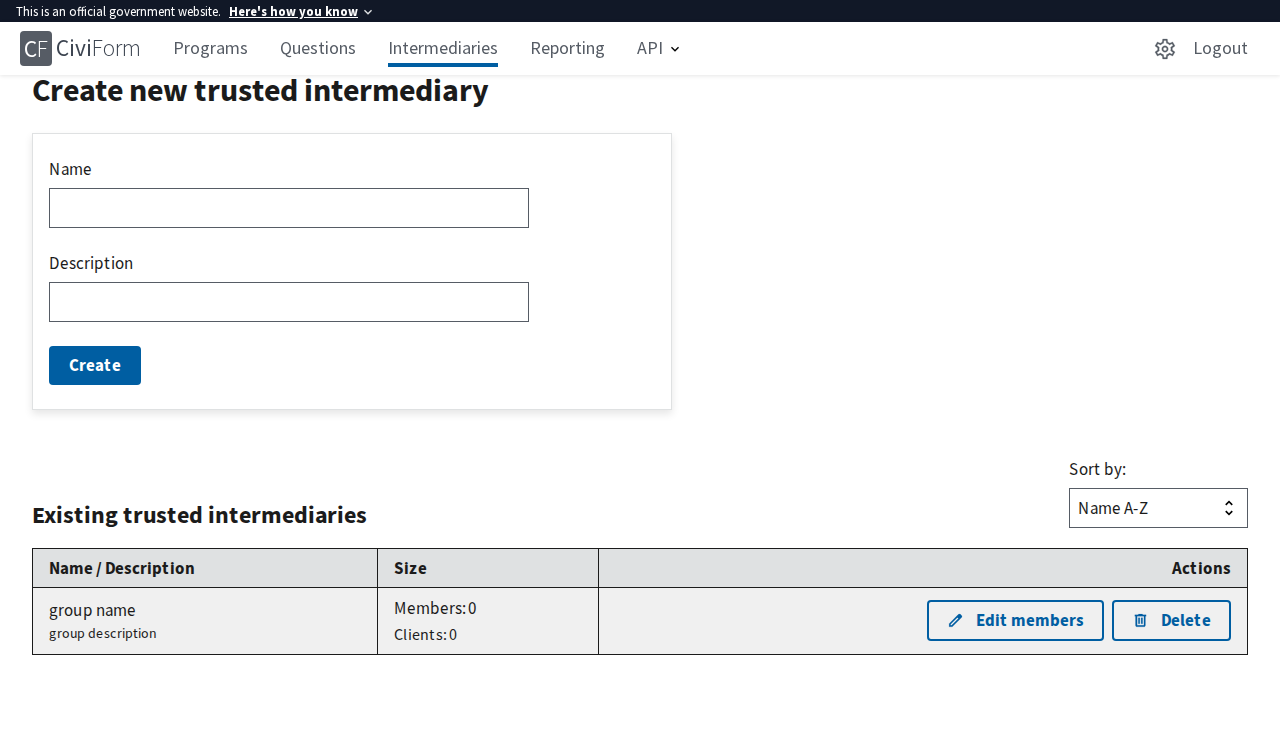 This is an official government website. Here's how you know
CF CiviForm Programs Questions Intermediaries Reporting API Logout
Create new trusted intermediary
Name
Description
Create
Sort by:
Name A-Z
Existing trusted intermediaries
Name / Description Size Actions
group name Members: 0 Edit members Delete
group description Clients: 0